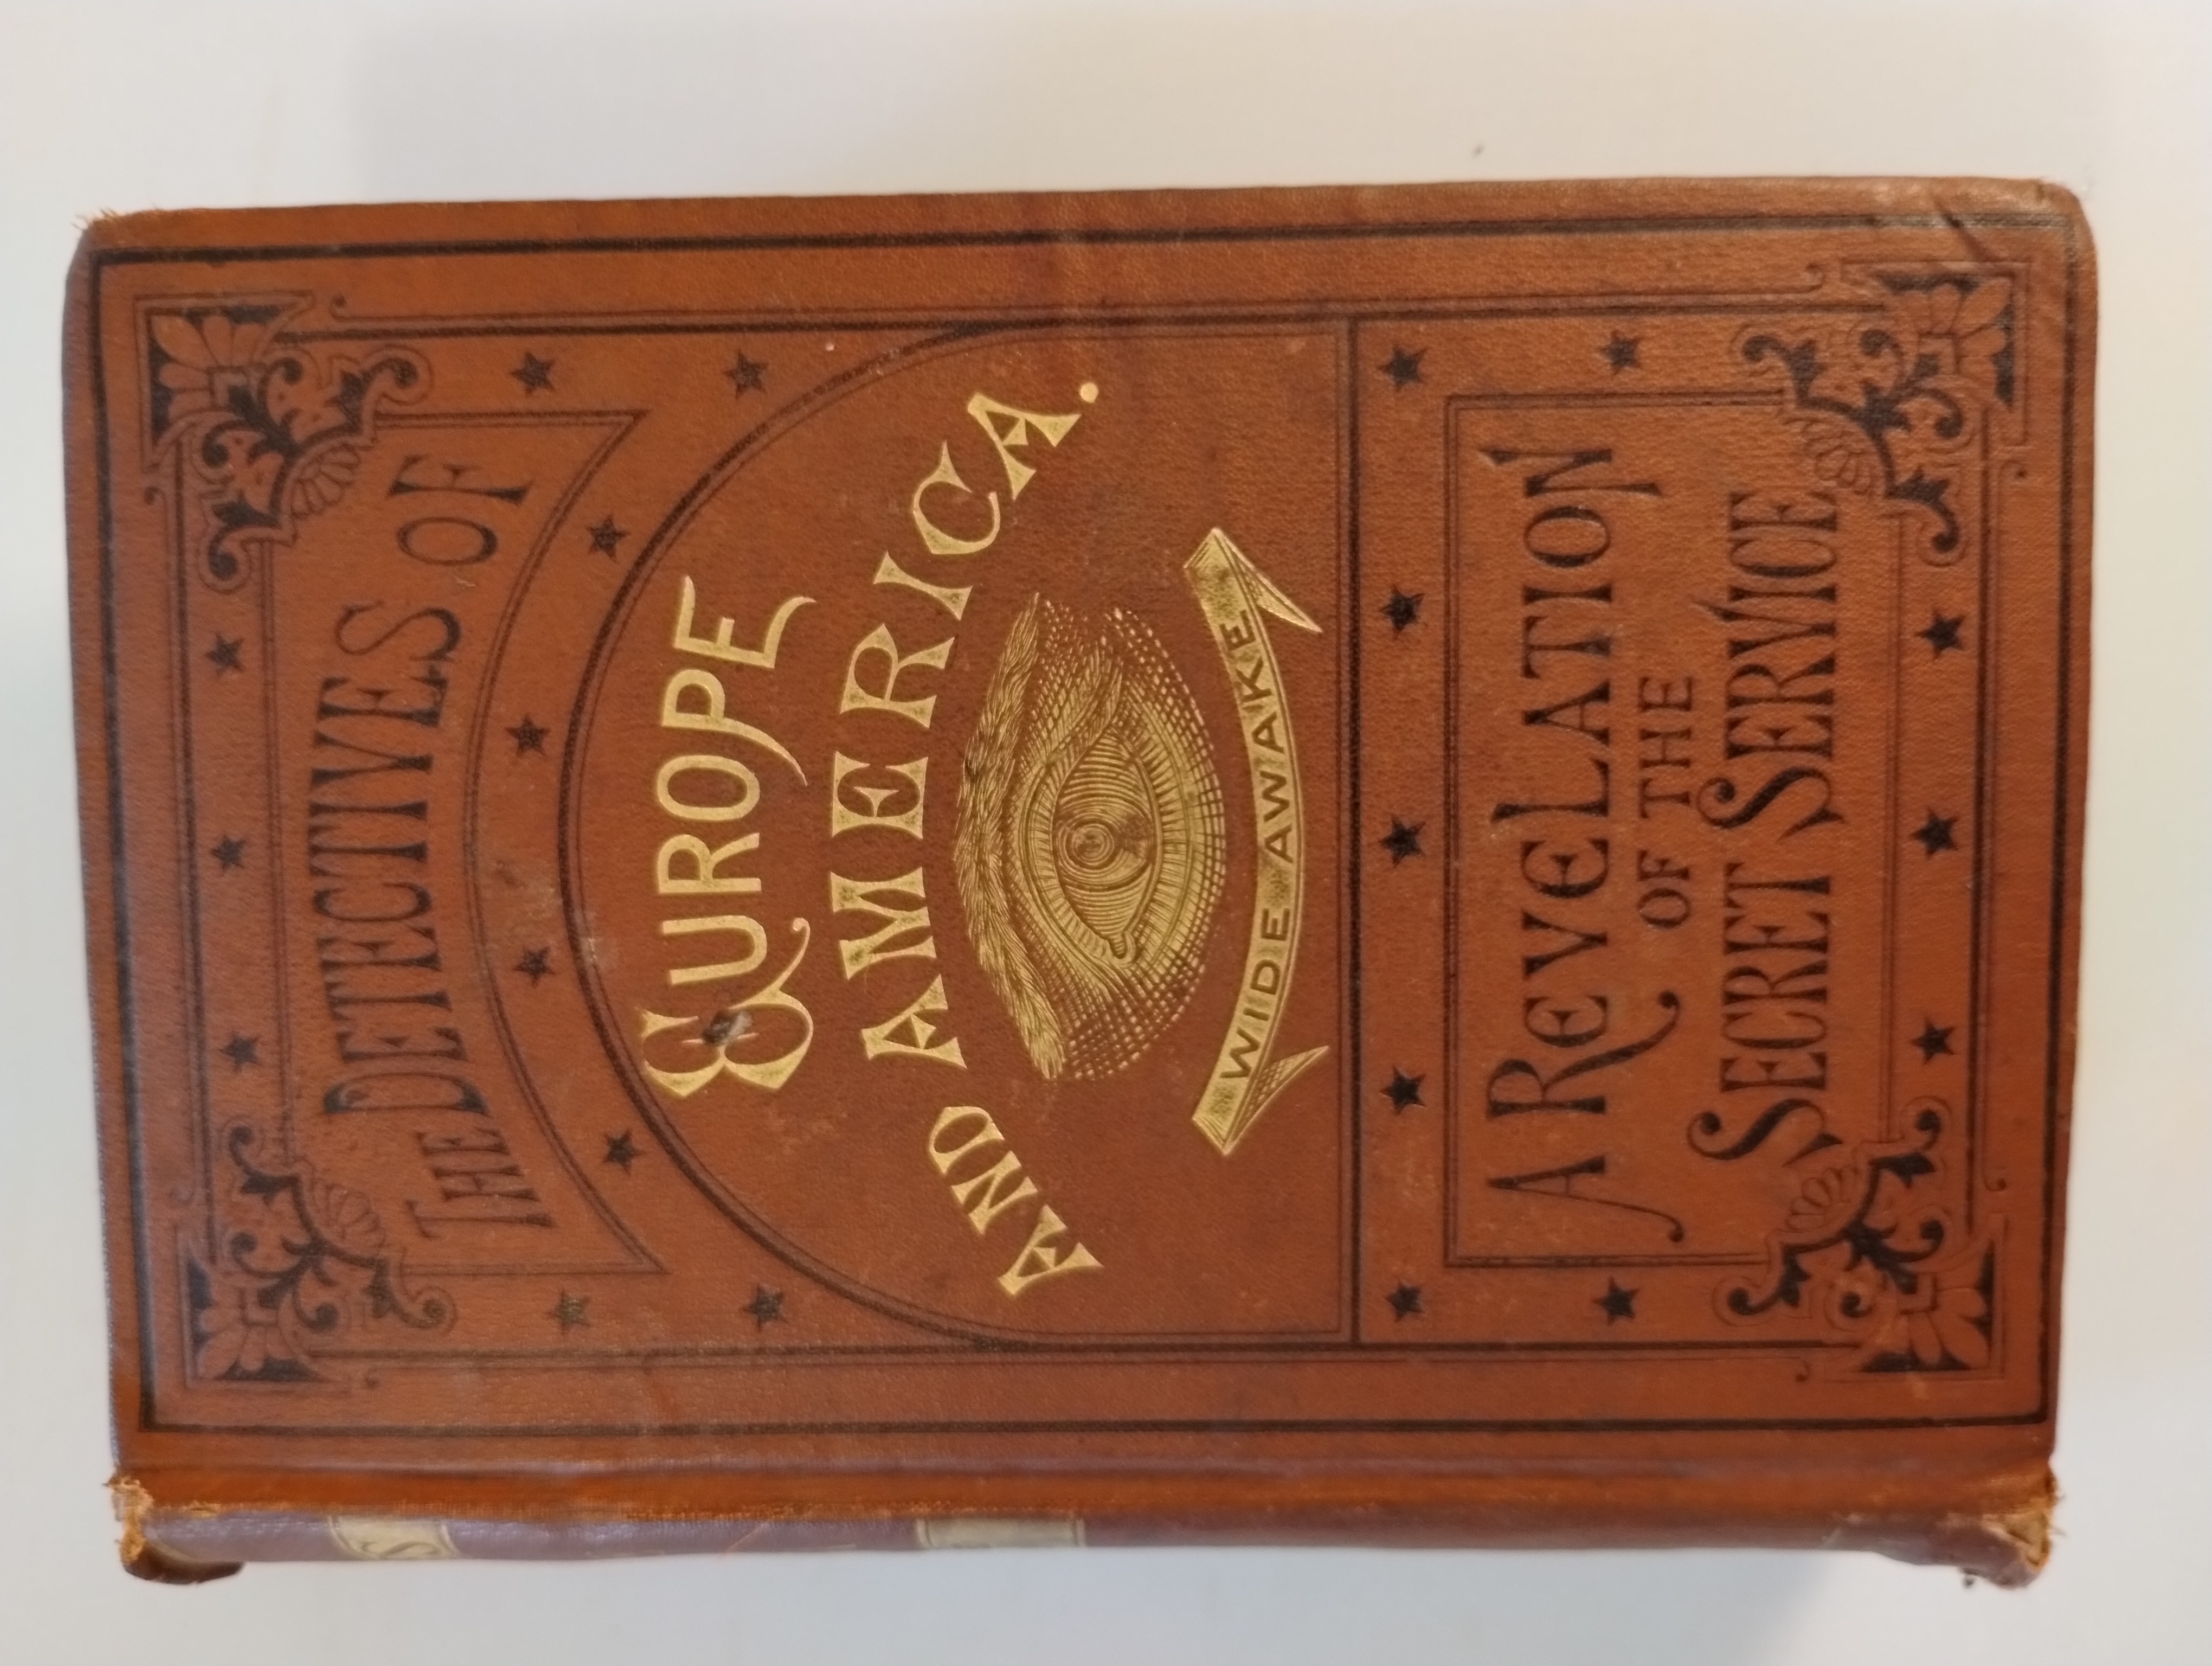 THE DETECTIVES OF
EUROPE
AND AMERICA.
WIDE AWAKE
A REVELATION
OF THE
SECRET SERVICE